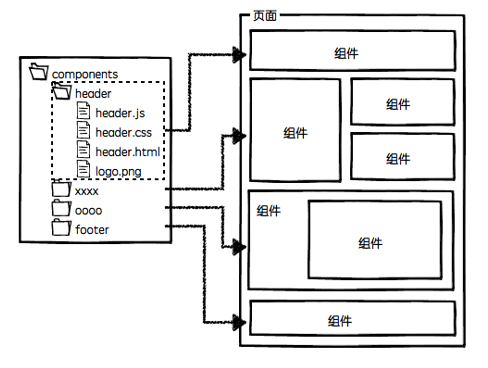 components
header
header.js
header.css
header.html
logo.png
xxxx
oooo
footer
页面
组件
组件
组件
组件
组件
组件
组件